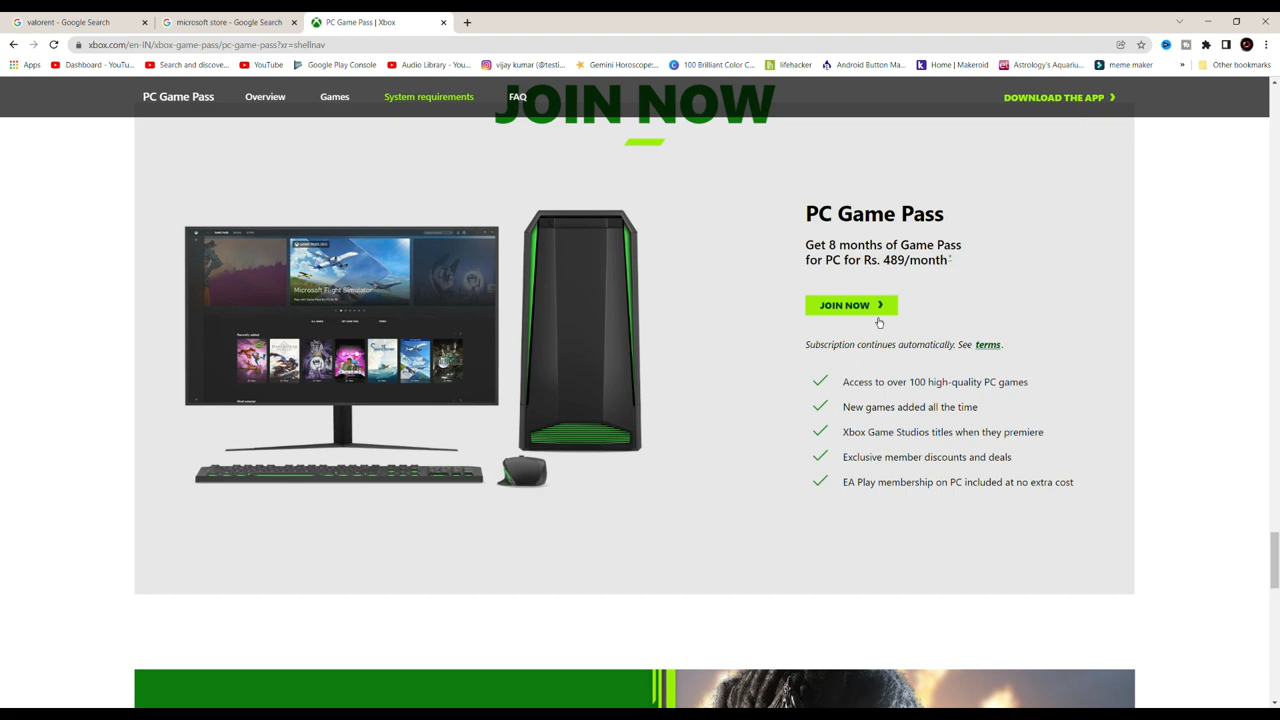 valorent - Google Search
microsoft store - Google Search
PC Game Pass | Xbox
xbox.com/en-IN/xbox-game-pass/pc-game-pass?xr=shellnav
Apps
Dashboard - YouTu...
Search and discove...
YouTube
Google Play Console
Audio Library - You...
vijay kumar (@testi...
Gemini Horoscope:...
100 Brilliant Color C...
lifehacker
Android Button Ma...
Home | Makeroid
Astrology's Aquariu...
meme maker
»
Other bookmarks
PC Game Pass
Overview
Games
System requirements
FAQ
DOWNLOAD THE APP
JOIN NOW
PC Game Pass
Get 8 months of Game Pass
for PC for Rs. 489/month*
JOIN NOW
Subscription continues automatically. See terms.
Access to over 100 high-quality PC games
New games added all the time
Xbox Game Studios titles when they premiere
Exclusive member discounts and deals
EA Play membership on PC included at no extra cost
Microsoft Flight Simulator
Recently added